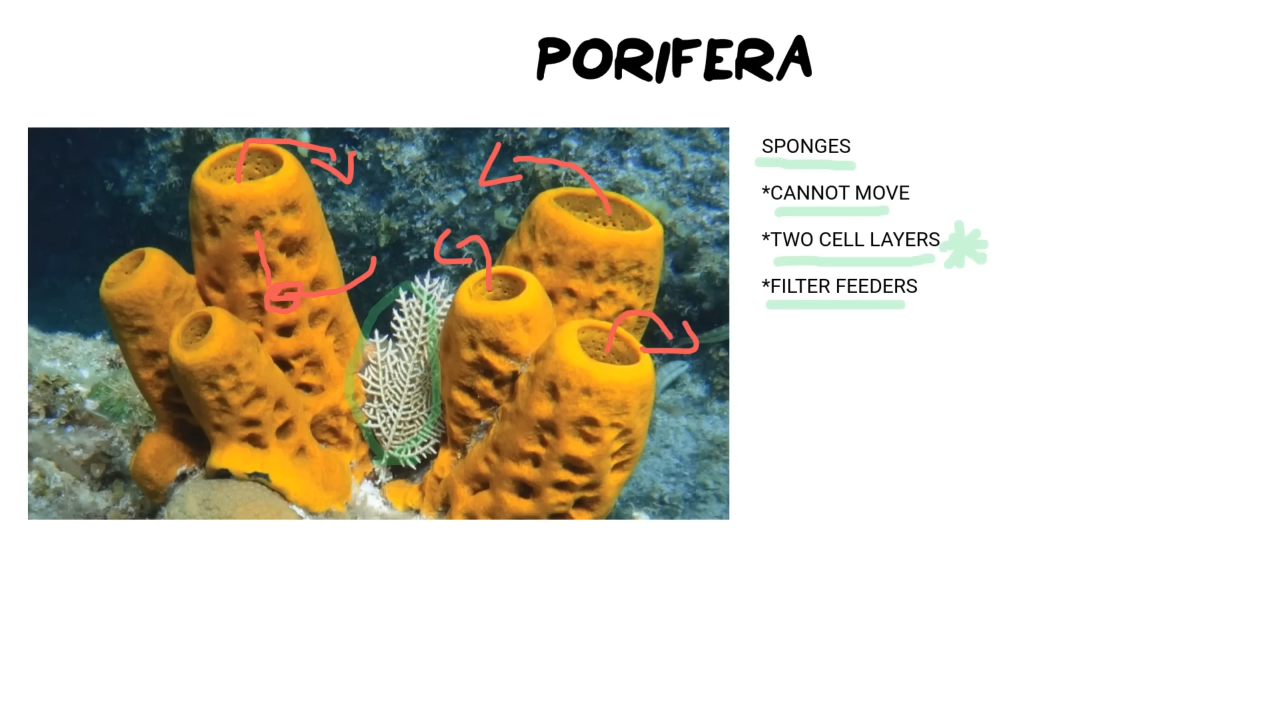 PORIFERA
SPONGES
*CANNOT MOVE
*TWO CELL LAYERS
*FILTER FEEDERS